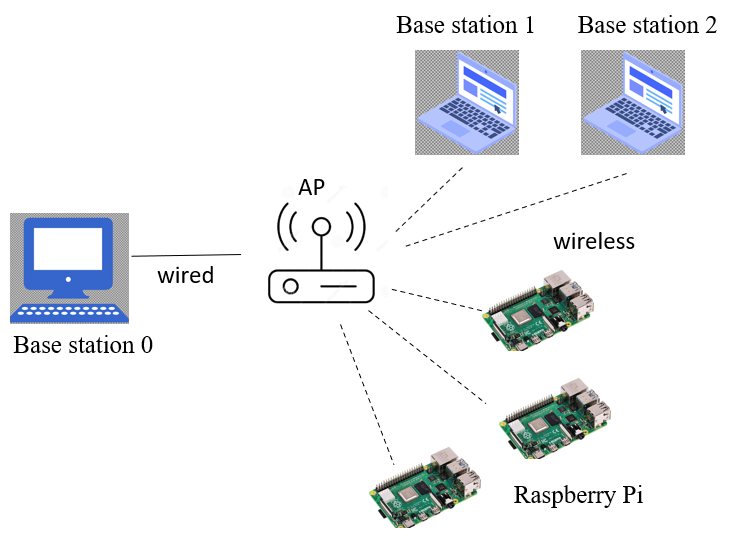 Base station 1
Base station 2
AP
wireless
wired
Base station 0
Raspberry Pi